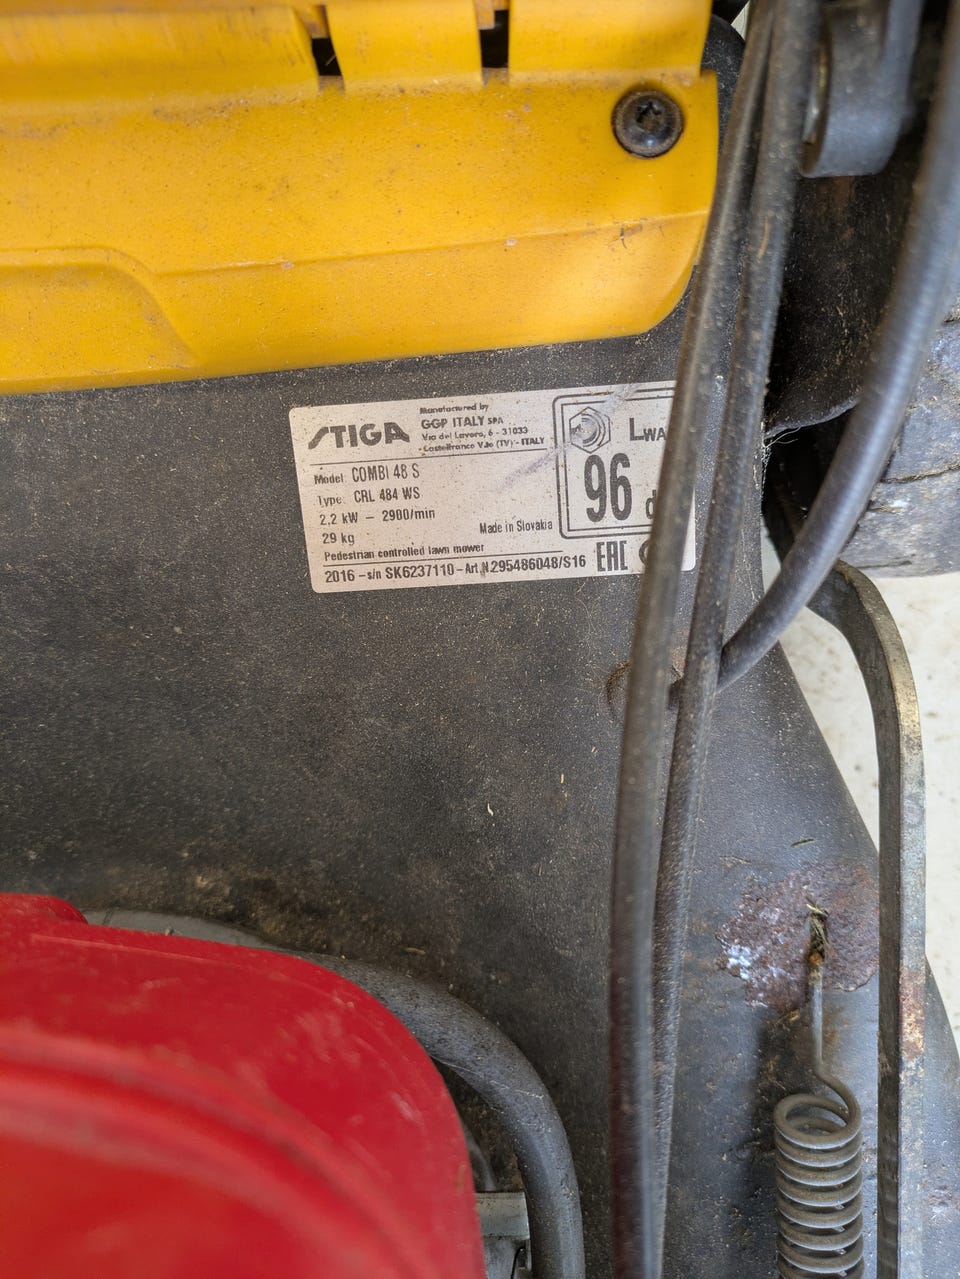 STIGA
Manufactured by
GGP ITALY SPA
Via del Lavoro, 6 - 31033
Castelfranco V.to (TV) - ITALY
Model COMBI 48 S
Type CRL 484 WS
2,2 kW - 2900/min
29 kg
Made in Slovakia
Pedestrian controlled lawn mower
2016 - s/n SK6237110 - Art.N.295486048/S16
LWA
96 d
EAC